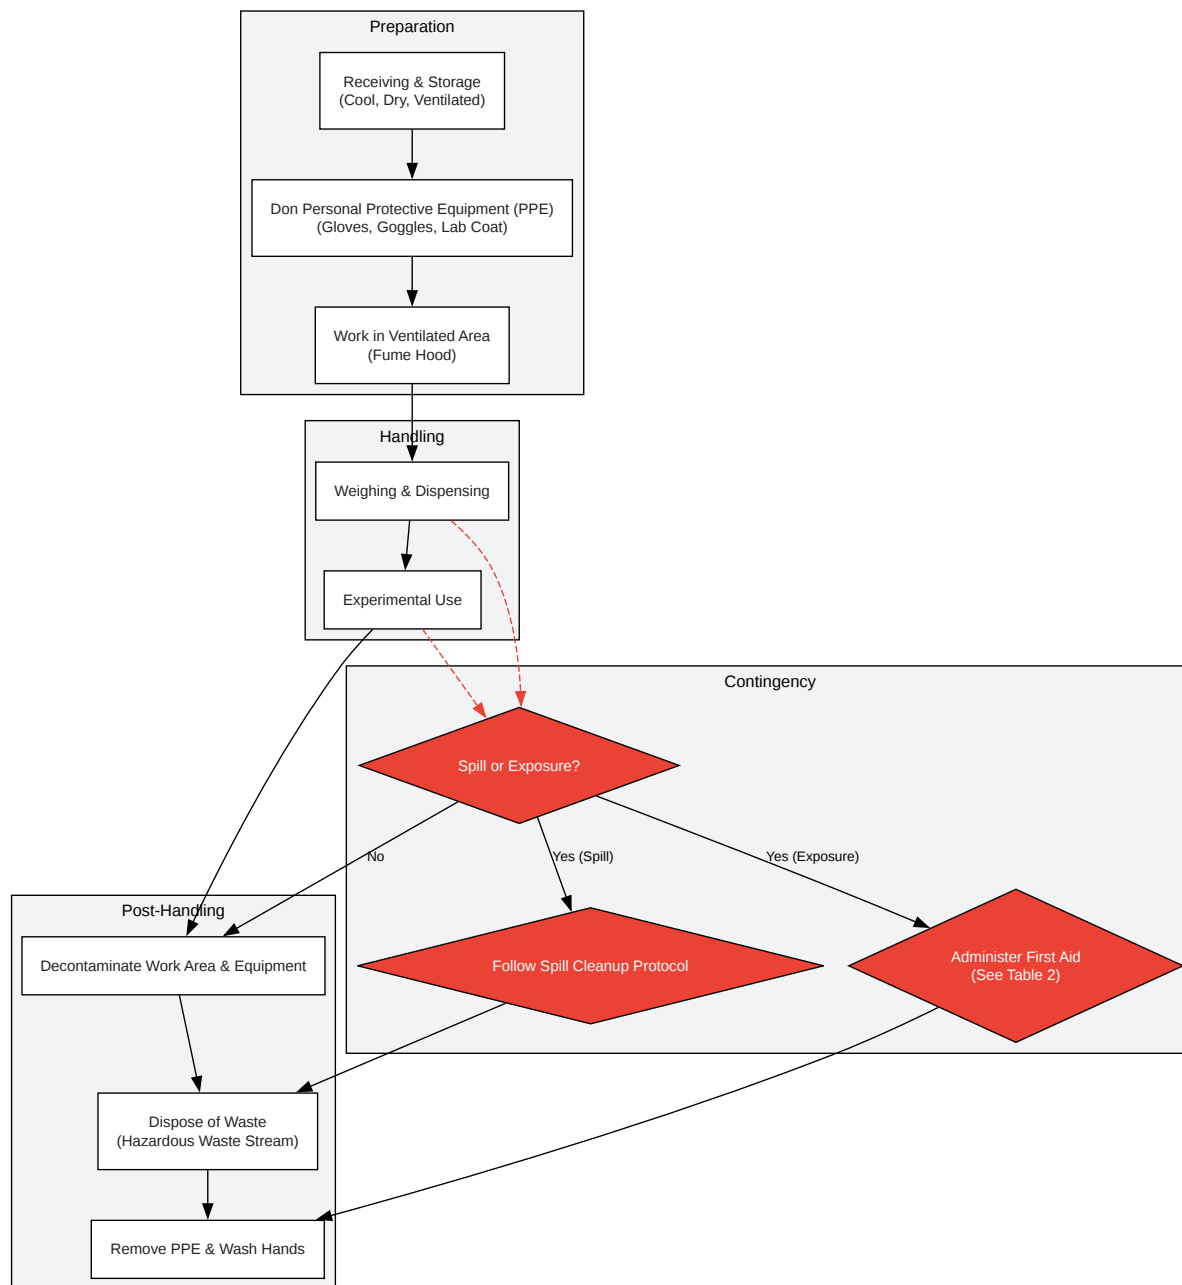 Preparation
Receiving & Storage
(Cool, Dry, Ventilated)
Don Personal Protective Equipment (PPE)
(Gloves, Goggles, Lab Coat)
Work in Ventilated Area
(Fume Hood)
Handling
Weighing & Dispensing
Experimental Use
Contingency
Spill or Exposure?
No
Yes (Spill)
Yes (Exposure)
Post-Handling
Decontaminate Work Area & Equipment
Follow Spill Cleanup Protocol
Administer First Aid
(See Table 2)
Dispose of Waste
(Hazardous Waste Stream)
Remove PPE & Wash Hands